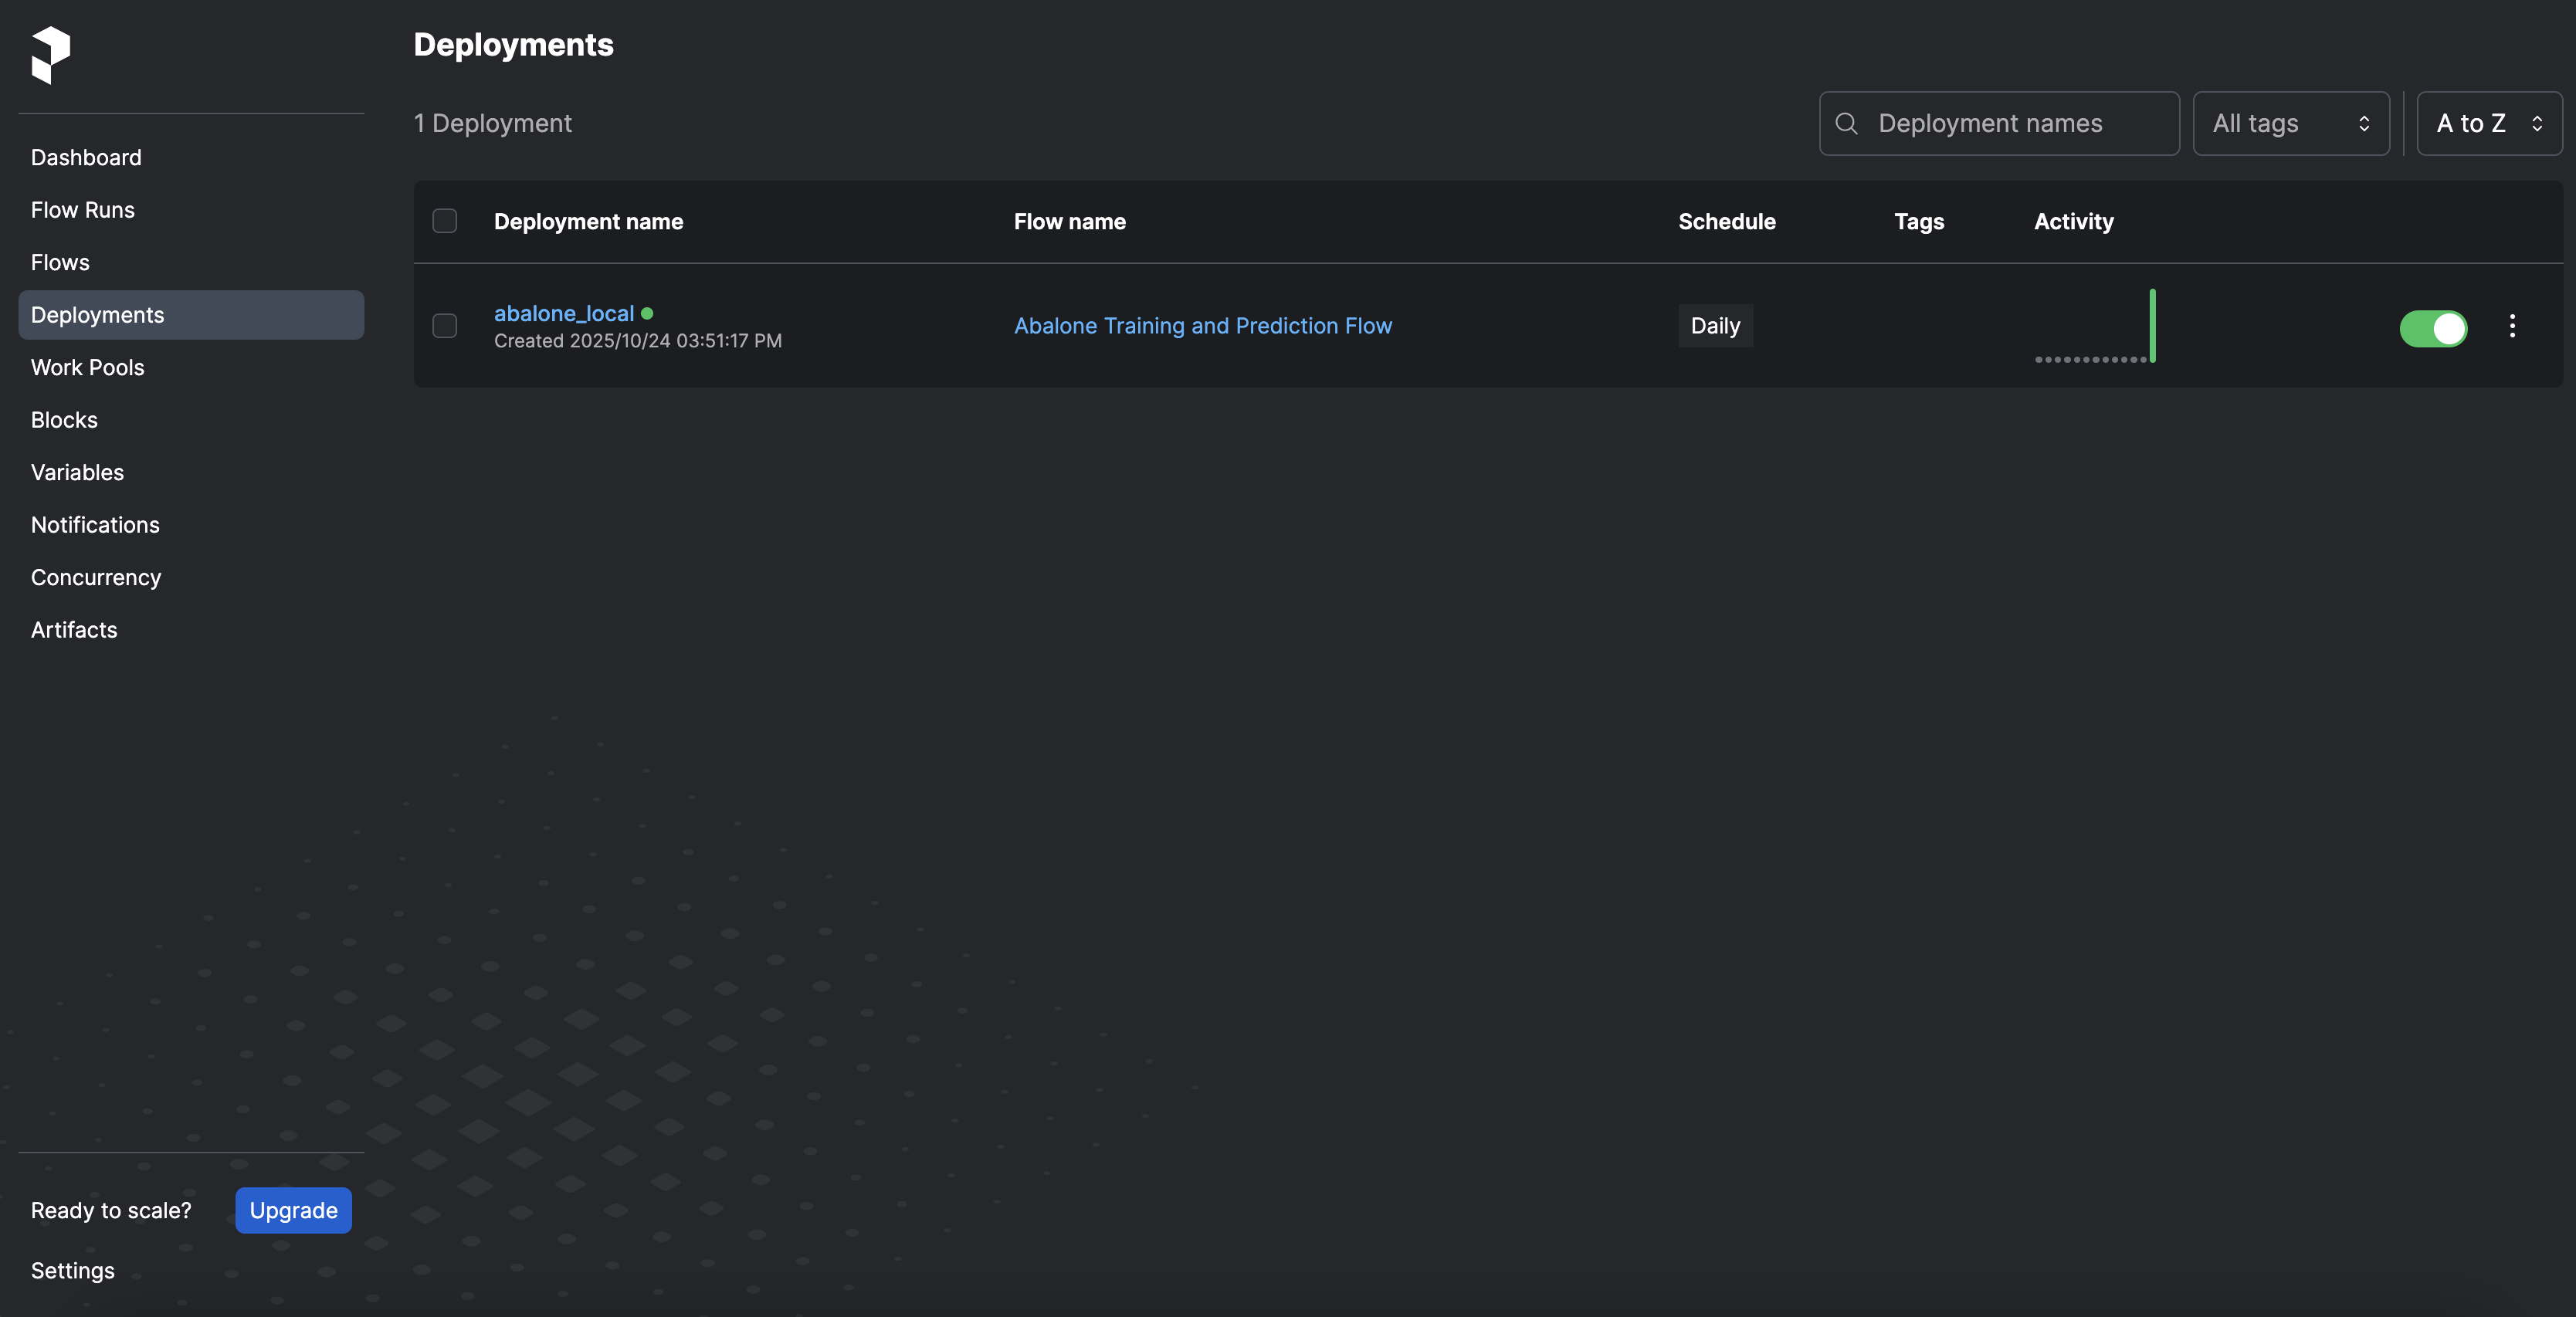 Deployments
1 Deployment
Deployment names
All tags
A to Z
Dashboard
Flow Runs
Flows
Deployments
Work Pools
Blocks
Variables
Notifications
Concurrency
Artifacts
Deployment name Flow name Schedule Tags Activity
abalone_local Abalone Training and Prediction Flow Daily
Created 2025/10/24 03:51:17 PM
Ready to scale? Upgrade
Settings